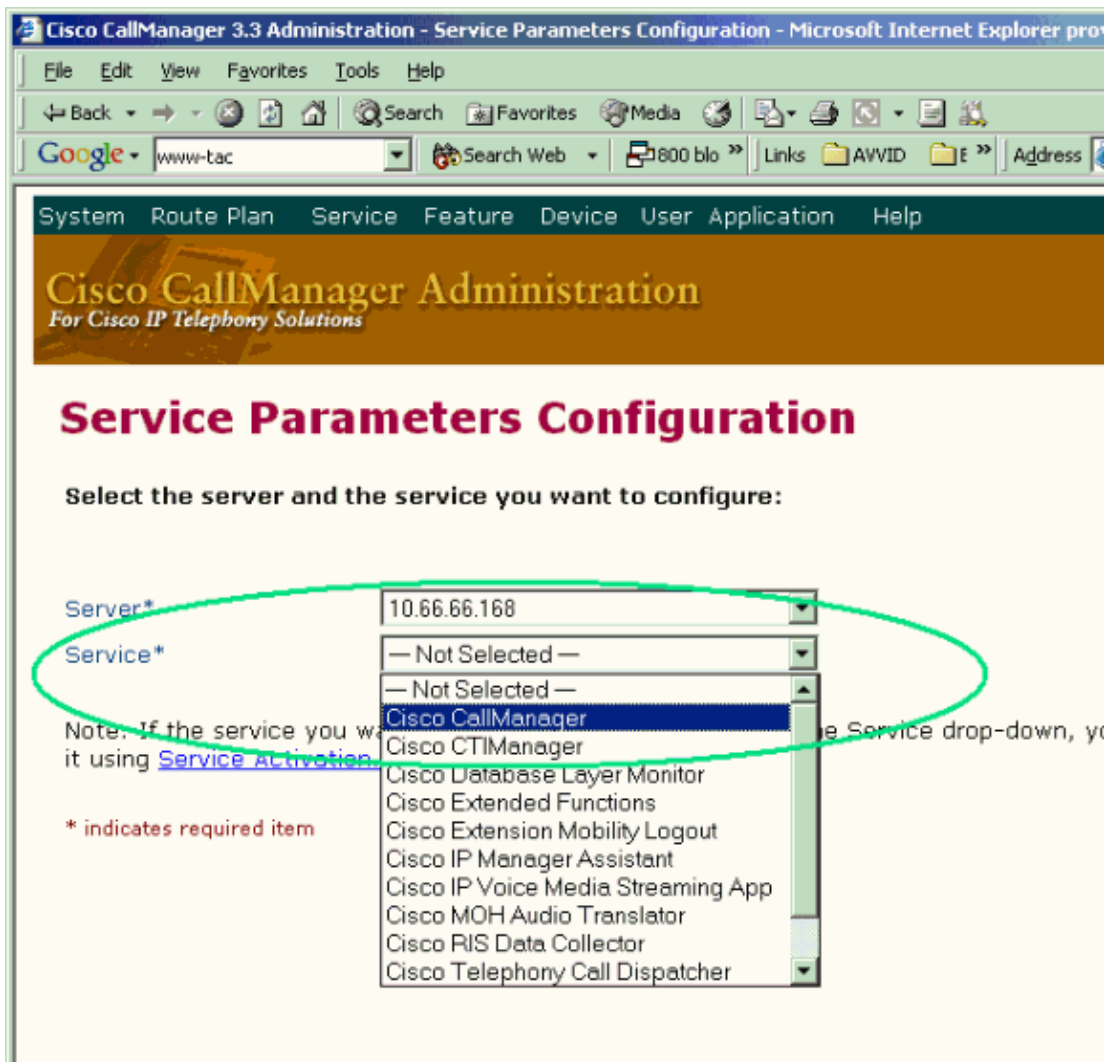 Cisco CallManager 3.3 Administration - Service Parameters Configuration - Microsoft Internet Explorer prov
File Edit View Favorites Tools Help
Back Search Favorites Media
Google www-tac Search Web 800 blo » Links AVVID E » Address
System Route Plan Service Feature Device User Application Help
Cisco CallManager Administration
For Cisco IP Telephony Solutions
Service Parameters Configuration
Select the server and the service you want to configure:
Server* 10.66.66.168
Service* — Not Selected —
— Not Selected —
Cisco CallManager
Note: If the service you wa e Service drop-down, yo
Cisco CTIManager
it using Service Activation.
Cisco Database Layer Monitor
Cisco Extended Functions
* indicates required item
Cisco Extension Mobility Logout
Cisco IP Manager Assistant
Cisco IP Voice Media Streaming App
Cisco MOH Audio Translator
Cisco RIS Data Collector
Cisco Telephony Call Dispatcher